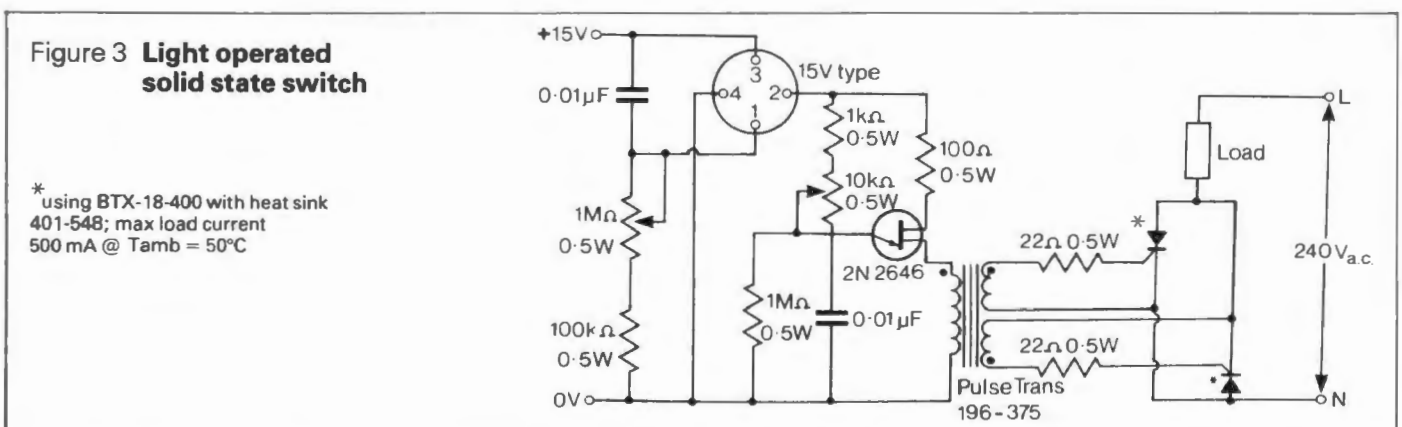 Figure 3 Light operated
solid state switch
*using BTX-18-400 with heat sink
401-548; max load current
500 mA @ Tamb = 50°C
+15V
0·01µF
3
4
2
1
15V type
1kΩ
0·5W
100Ω
0·5W
10kΩ
0·5W
1MΩ
0·5W
2N 2646
1MΩ
0·5W
0·01µF
100kΩ
0·5W
0V
22Ω 0·5W
22Ω 0·5W
Pulse Trans
196-375
*
*
Load
L
240Va.c.
N